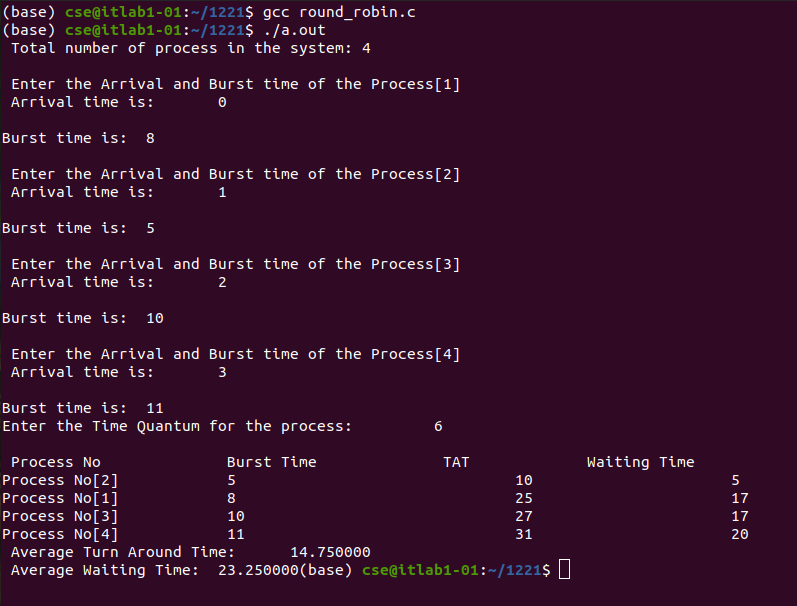 (base) cse@itlab1-01:~/1221$ gcc round_robin.c
(base) cse@itlab1-01:~/1221$ ./a.out
Total number of process in the system: 4
Enter the Arrival and Burst time of the Process[1]
Arrival time is: 0
Burst time is: 8
Enter the Arrival and Burst time of the Process[2]
Arrival time is: 1
Burst time is: 5
Enter the Arrival and Burst time of the Process[3]
Arrival time is: 2
Burst time is: 10
Enter the Arrival and Burst time of the Process[4]
Arrival time is: 3
Burst time is: 11
Enter the Time Quantum for the process: 6
Process No Burst Time TAT Waiting Time
Process No[2] 5 10 5
Process No[1] 8 25 17
Process No[3] 10 27 17
Process No[4] 11 31 20
Average Turn Around Time: 14.750000
Average Waiting Time: 23.250000(base) cse@itlab1-01:~/1221$